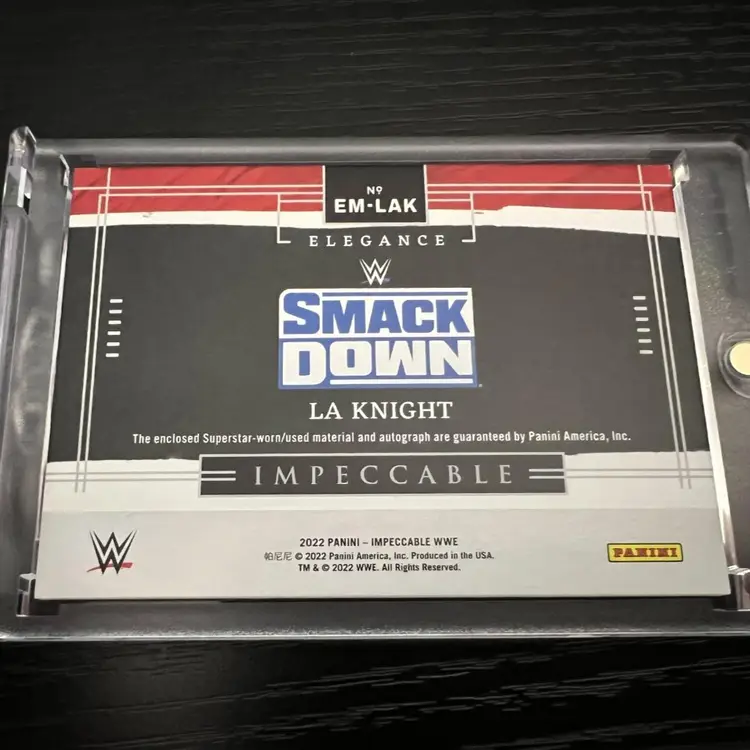 Nº
EM-LAK
ELEGANCE
W
SMACK
DOWN
LA KNIGHT
The enclosed Superstar-worn/used material and autograph are guaranteed by Panini America, Inc.
IMPECCABLE
W
2022 PANINI – IMPECCABLE WWE
帕尼尼 © 2022 Panini America, Inc. Produced in the USA.
TM & © 2022 WWE. All Rights Reserved.
PANINI